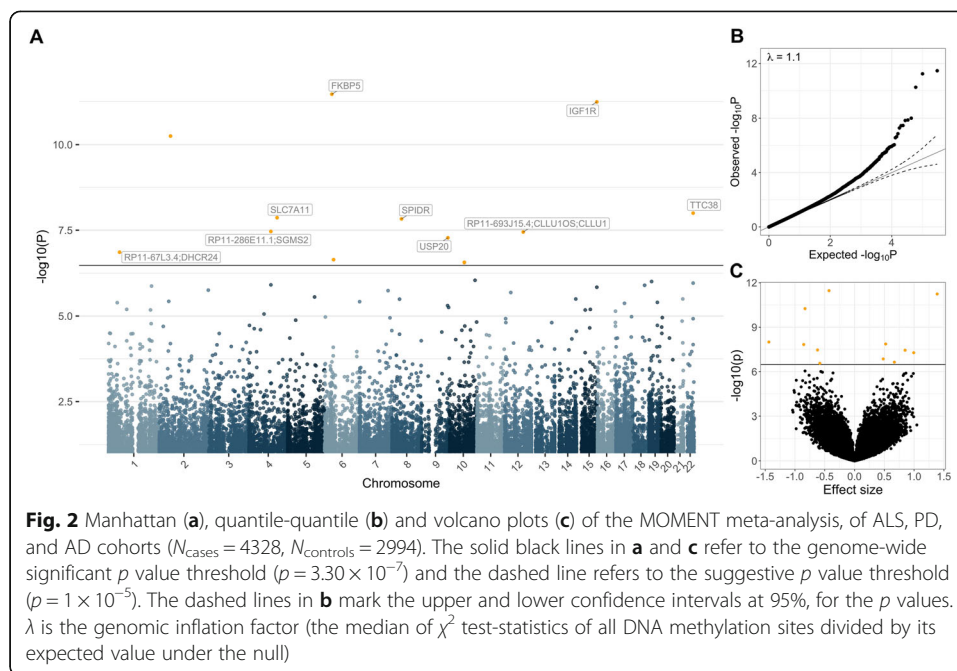 A
FKBP5
IGF1R
10.0
SLC7A11
SPIDR
TTC38
RP11-693J15.4;CLLU1OS;CLLU1
7.5
RP11-286E11.1;SGMS2
USP20
RP11-67L3.4;DHCR24
-log10(P)
5.0
2.5
1 2 3 4 5 6 7 8 9 10 11 12 13 14 15 16 17 18 19 20 21 22
Chromosome
B
λ = 1.1
12
8
4
0
Observed -log10P
0 4
Expected -log10P
C
12
9
6
3
0
-log10(p)
-1.5 -1.0 -0.5 0.0 0.5 1.0 1.5
Effect size
Fig. 2 Manhattan (a), quantile-quantile (b) and volcano plots (c) of the MOMENT meta-analysis, of ALS, PD,
and AD cohorts (Ncases = 4328, Ncontrols = 2994). The solid black lines in a and c refer to the genome-wide
significant p value threshold (p = 3.30 × 10−7) and the dashed line refers to the suggestive p value threshold
(p = 1 × 10−5). The dashed lines in b mark the upper and lower confidence intervals at 95%, for the p values.
λ is the genomic inflation factor (the median of χ2 test-statistics of all DNA methylation sites divided by its
expected value under the null)